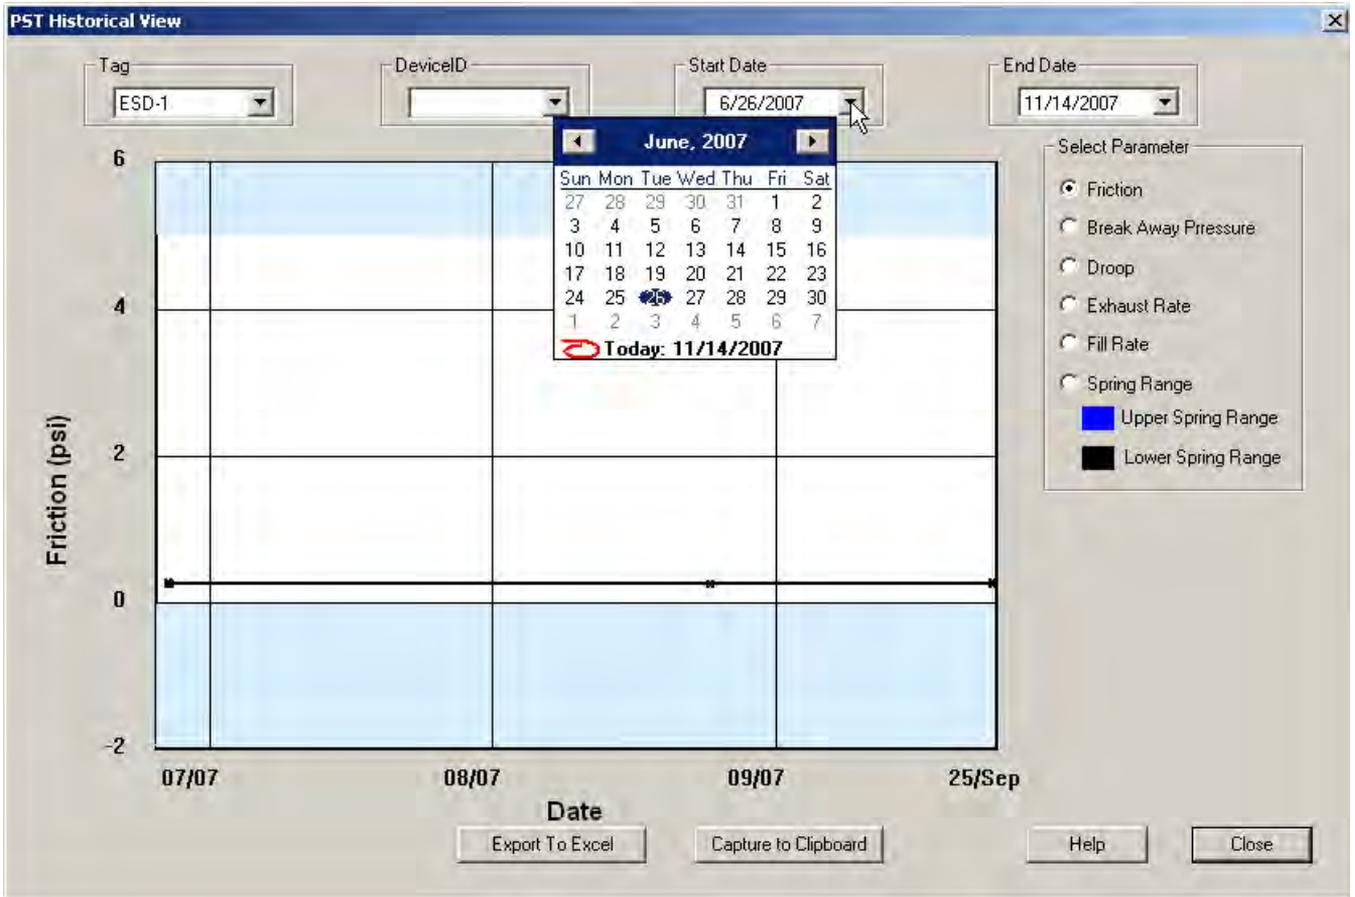 PST Historical View
Tag
DeviceID
Start Date
End Date
ESD-1
6/26/2007
11/14/2007
June, 2007
Sun Mon Tue Wed Thu Fri Sat
27 28 29 30 31 1 2
3 4 5 6 7 8 9
10 11 12 13 14 15 16
17 18 19 20 21 22 23
24 25 26 27 28 29 30
1 2 3 4 5 6 7
Today: 11/14/2007
Select Parameter
Friction
Break Away Prressure
Droop
Exhaust Rate
Fill Rate
Spring Range
Upper Spring Range
Lower Spring Range
6
4
2
0
-2
Friction (psi)
07/07
08/07
09/07
25/Sep
Date
Export To Excel
Capture to Clipboard
Help
Close